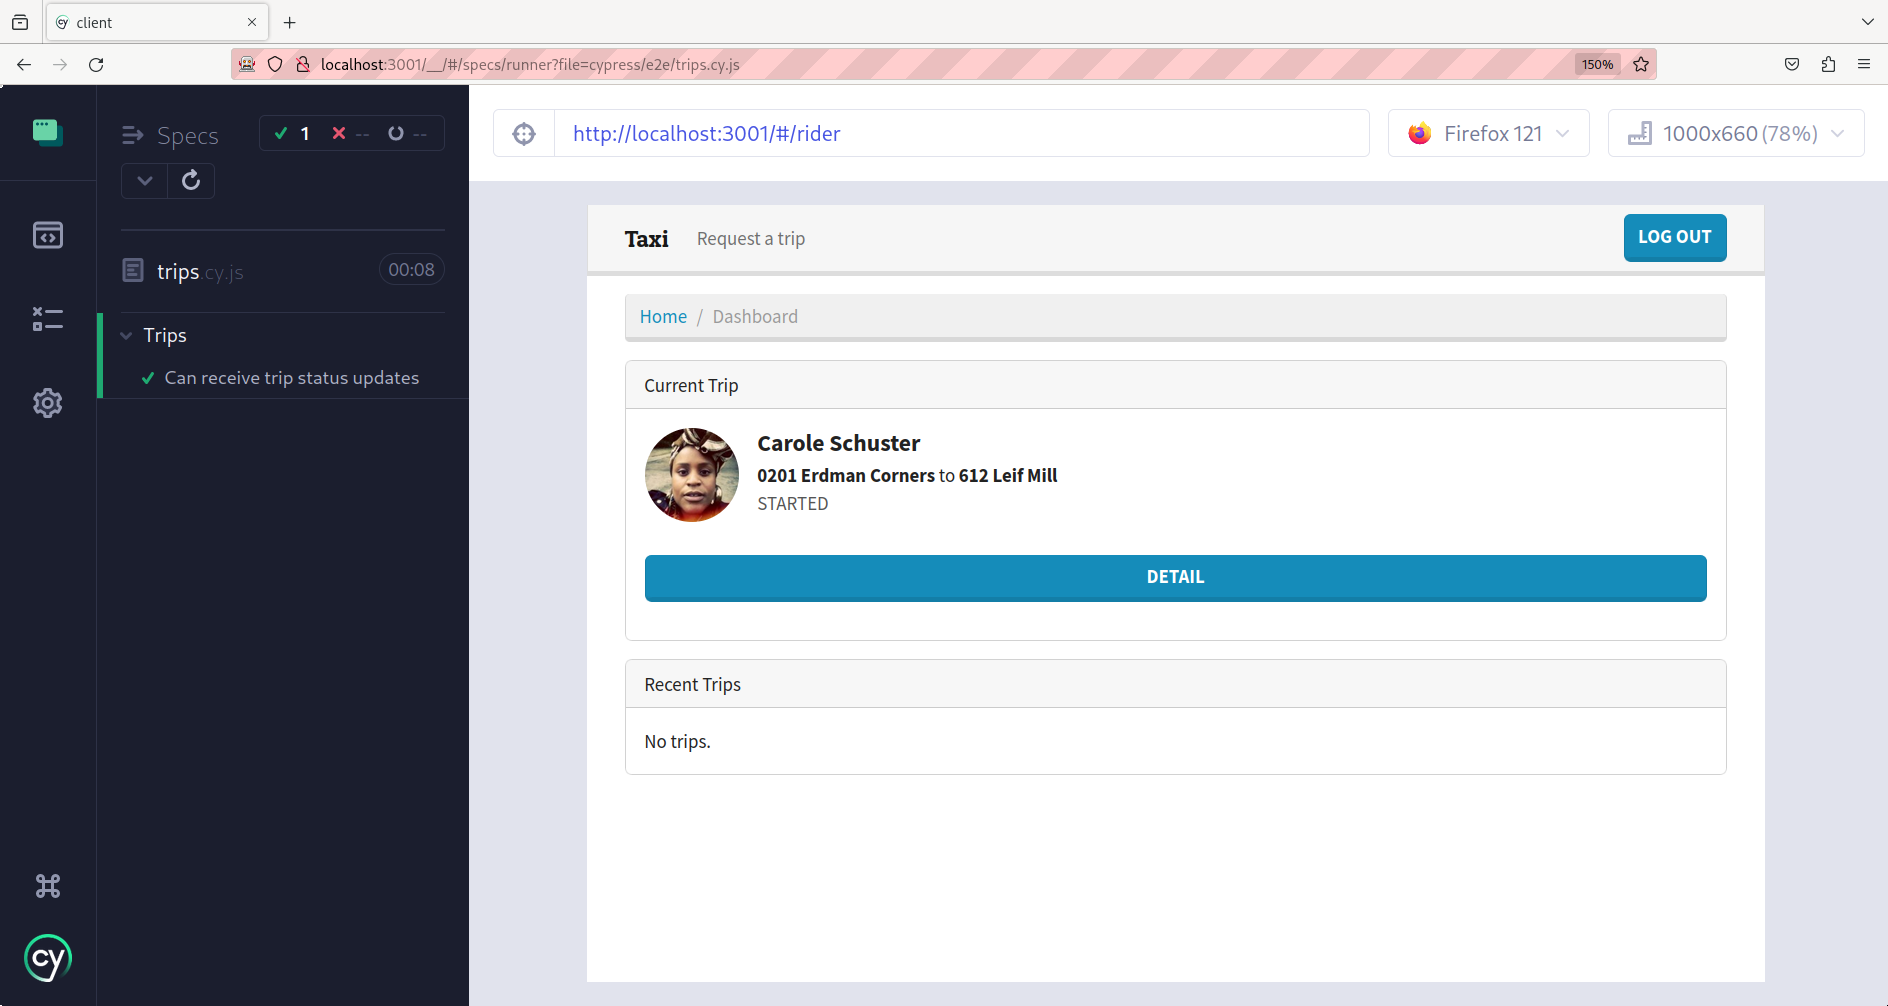 client
localhost:3001/__/#/specs/runner?file=cypress/e2e/trips.cy.js
150%
Specs
1 -- --
trips.cy.js 00:08
Trips
Can receive trip status updates
cy
http://localhost:3001/#/rider
Firefox 121
1000x660 (78%)
Taxi Request a trip LOG OUT
Home / Dashboard
Current Trip
Carole Schuster
0201 Erdman Corners to 612 Leif Mill
STARTED
DETAIL
Recent Trips
No trips.